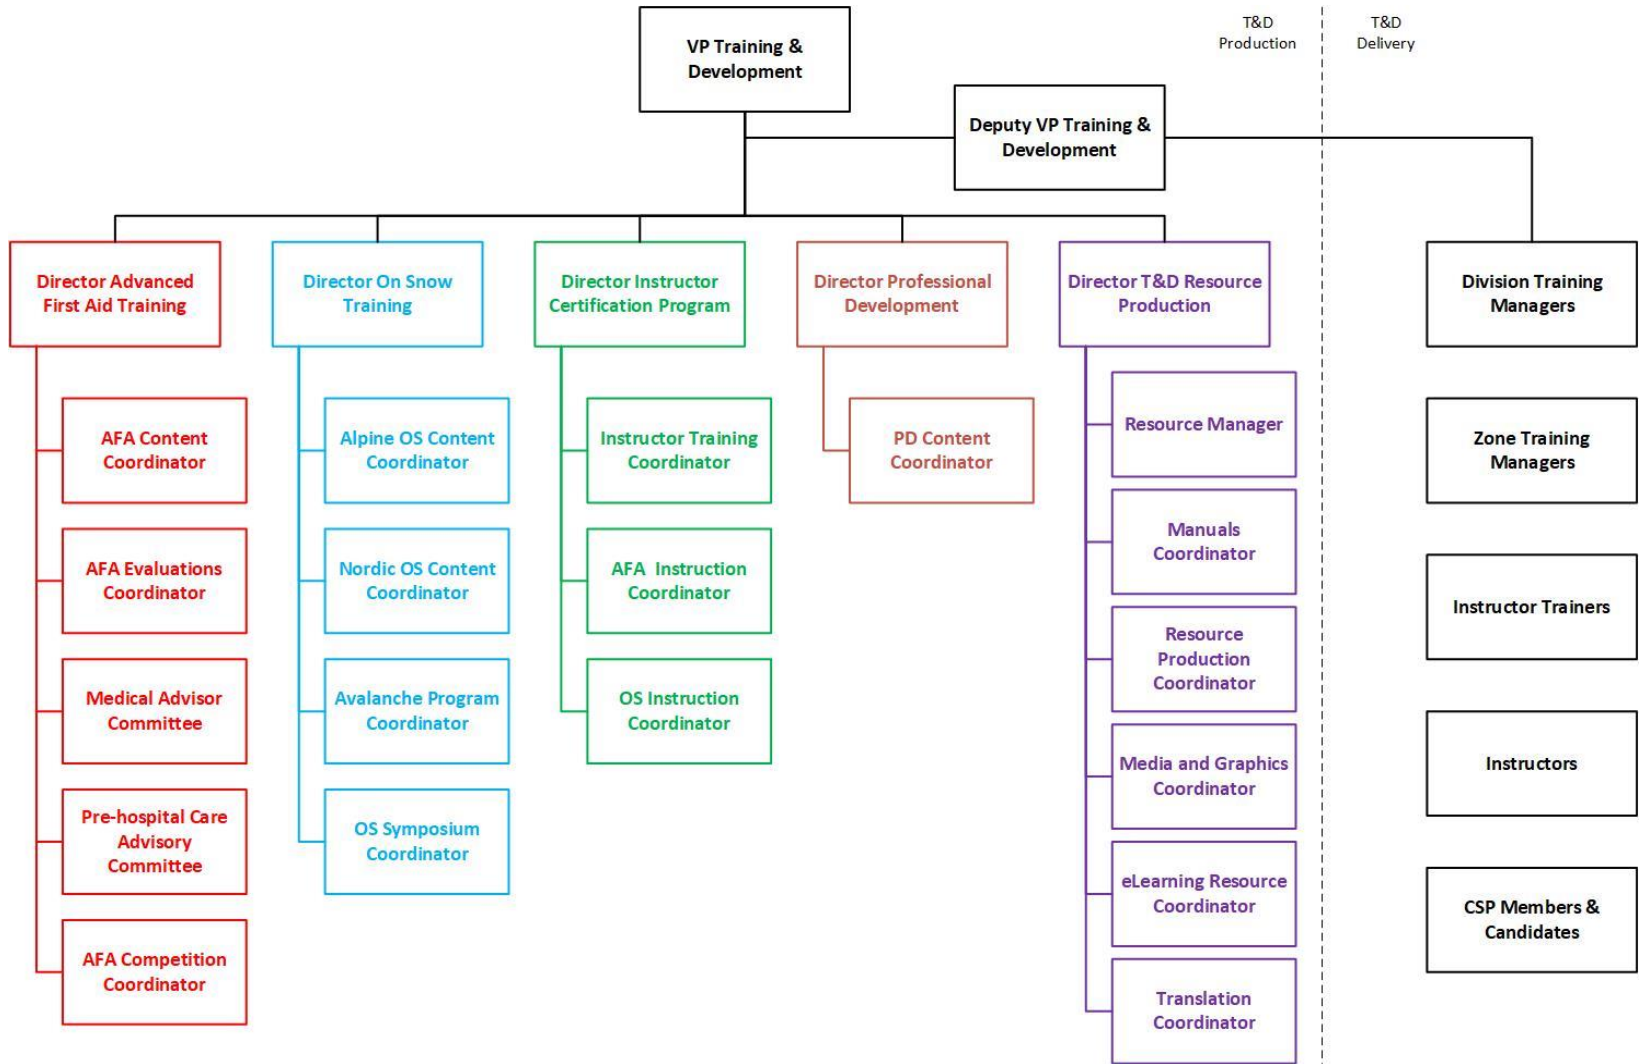 VP Training &
Development
T&D
Production
T&D
Delivery
Deputy VP Training &
Development
Director Advanced
First Aid Training
AFA Content
Coordinator
AFA Evaluations
Coordinator
Medical Advisor
Committee
Pre-hospital Care
Advisory
Committee
AFA Competition
Coordinator
Director On Snow
Training
Alpine OS Content
Coordinator
Nordic OS Content
Coordinator
Avalanche Program
Coordinator
OS Symposium
Coordinator
Director Instructor
Certification Program
Instructor Training
Coordinator
AFA Instruction
Coordinator
OS Instruction
Coordinator
Director Professional
Development
PD Content
Coordinator
Director T&D Resource
Production
Resource Manager
Manuals
Coordinator
Resource
Production
Coordinator
Media and Graphics
Coordinator
eLearning Resource
Coordinator
Translation
Coordinator
Division Training
Managers
Zone Training
Managers
Instructor Trainers
Instructors
CSP Members &
Candidates